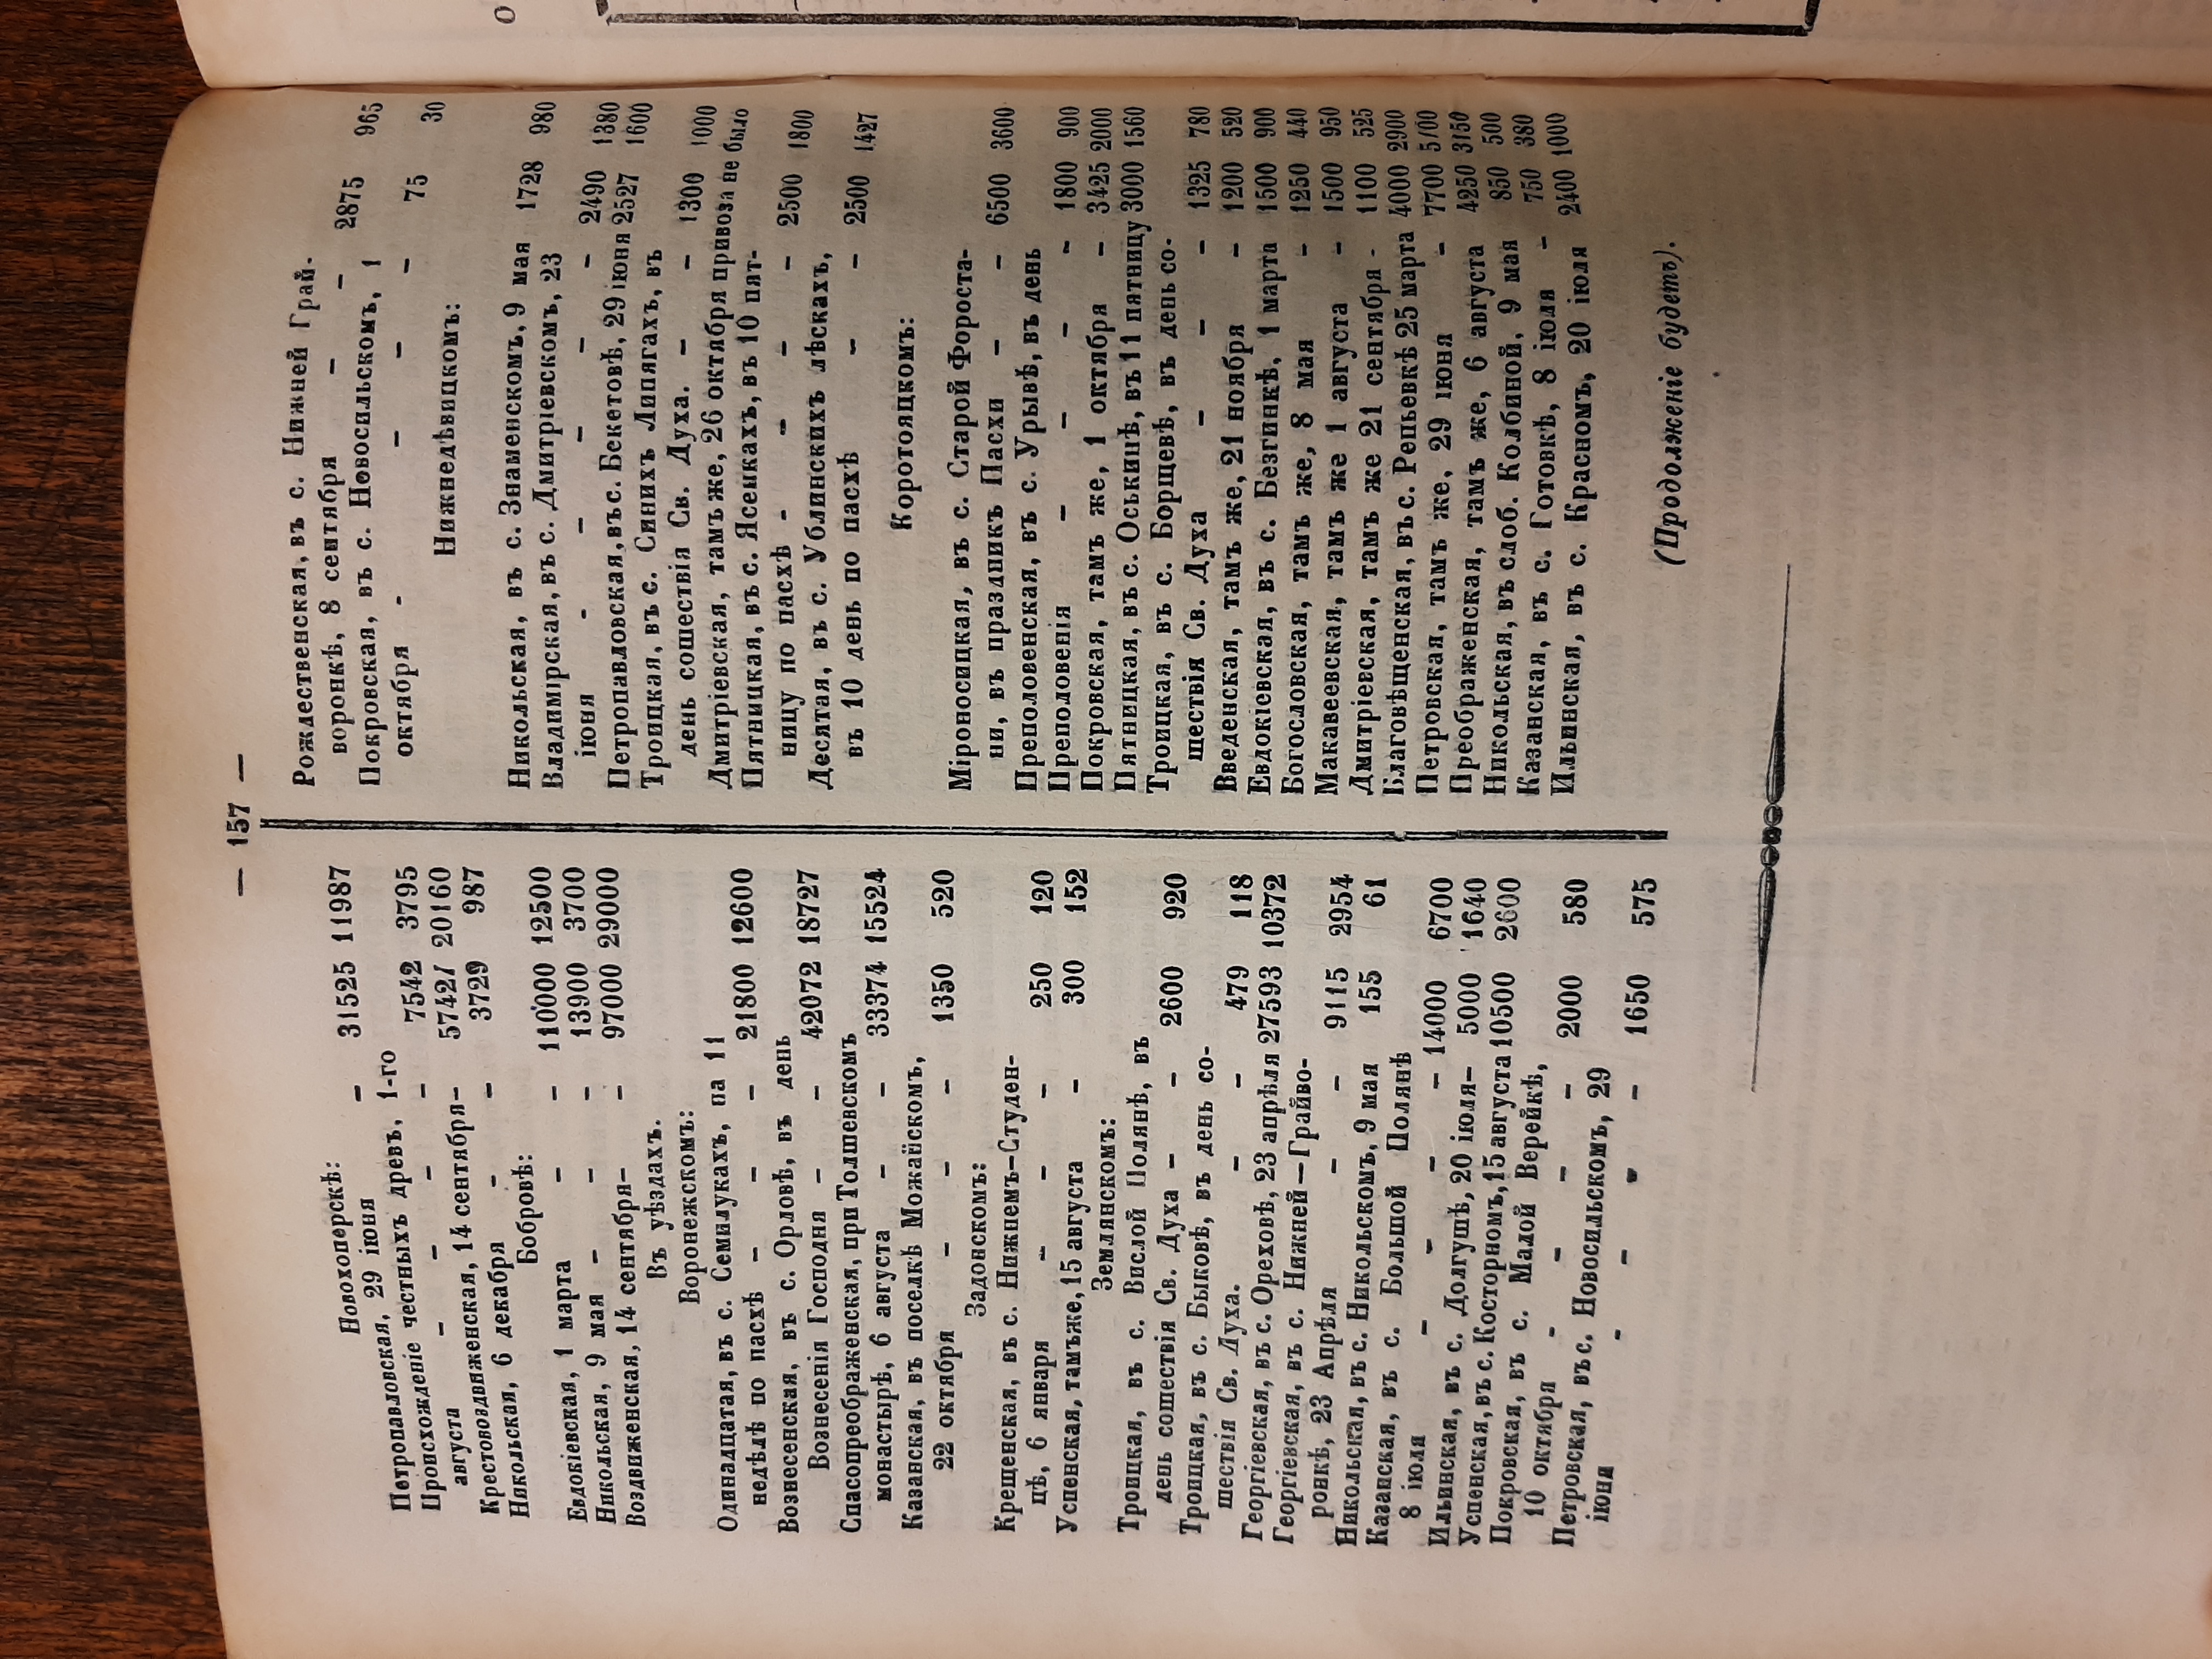 — 157 —
Новохоперскѣ:
Петропавловская, 29 іюня – 31525 11987
Происхожденіе честныхъ древъ, 1-го
августа – – – – 7542 3795
Крестовоздвиженская, 14 сентября– 57421 20160
Никольская, 6 декабря – – 3729 987
Бобровѣ:
Евдокіевская, 1 марта – – 110000 12500
Никольская, 9 мая – – – 13900 3700
Воздвиженская, 14 сентября– – 97000 29000
Въ уѣздахъ.
Воронежскомъ:
Одинадцатая, въ с. Семилукахъ, на 11
недѣлѣ по пасхѣ – – – 21800 12600
Вознесенская, въ с. Орловѣ, въ день
Вознесенія Господня – – 42072 18727
Спасопреображенская, при Толшевскомъ
монастырѣ, 6 августа – – 33374 15524
Казанская, въ поселкѣ Можайскомъ,
22 октября – – – 1350 520
Задонскомъ:
Крещенская, въ с. Нижнемъ–Студен-
цѣ, 6 января – – – 250 120
Успенская, тамъже, 15 августа – 300 152
Землянскомъ:
Троицкая, въ с. Вислой Полянѣ, въ
день сошествія Св. Духа – – 2600 920
Троицкая, въ с. Быковѣ, въ день со-
шествія Св. Духа. – – 479 118
Георгіевская, въ с. Ореховѣ, 23 апрѣля 27593 10372
Георгіевская, въ с. Нижней—Грайво-
ронкѣ, 23 Апрѣля – – 9115 2954
Никольская, въ с. Никольскомъ, 9 мая 155 61
Казанская, въ с. Большой Полянѣ
8 іюля – – – – 14000 6700
Ильинская, въ с. Долгушѣ, 20 іюля– 5000 1640
Успенская, въ с. Косторномъ, 15 августа 10500 2600
Покровская, въ с. Малой Верейкѣ,
10 октября – – – – 2000 580
Петровская, въ с. Новосильскомъ, 29
іюня – – – – 1650 575
Рождественская, въ с. Нижней Грай-
воронкѣ, 8 сентября – – 2875 965
Покровская, въ с. Новосильскомъ, 1
октября – – – – 75 30
Нижнедѣвицкомъ:
Никольская, въ с. Знаменскомъ, 9 мая 1728 980
Владимірская, въ с. Дмитріевскомъ, 23
іюня – – – – – 2490 1380
Петропавловская, въ с. Бекетовѣ, 29 іюня 2527 1600
Троицкая, въ с. Синихъ Липягахъ, въ
день сошествія Св. Духа. – – 1300 1000
Дмитріевская, тамъ же, 26 октября привоза не было
Пятницкая, въ с. Ясенкахъ, въ 10 пят-
ницу по пасхѣ – – – – 2500 1800
Десятая, въ с. Ублинскихъ лѣскахъ,
въ 10 день по пасхѣ – – 2500 1427
Коротояцкомъ:
Міроносицкая, въ с. Старой Фороста-
ни, въ праздникъ Пасхи – – 6500 3600
Преполовенская, въ с. Урывѣ, въ день
Преполовенія – – – – 1800 900
Покровская, тамъ же, 1 октября – 3425 2000
Пятницкая, въ с. Оськинѣ, въ 11 пятницу 3000 1560
Троицкая, въ с. Борщевѣ, въ день со-
шествія Св. Духа – – – 1325 780
Введенская, тамъ же, 21 ноября – 1200 520
Евдокіевская, въ с. Безгинкѣ, 1 марта 1500 900
Богословская, тамъ же, 8 мая – 1250 440
Макавеевская, тамъ же 1 августа – 1500 950
Дмитріевская, тамъ же 21 сентября - 1100 525
Благовѣщенская, въ с. Репьевкѣ 25 марта 4000 2900
Петровская, тамъ же, 29 іюня – 7700 5100
Преображенская, тамъ же, 6 августа 4250 3150
Никольская, въ слоб. Колбиной, 9 мая 850 500
Казанская, въ с. Готовкѣ, 8 іюля – 750 380
Ильинская, въ с. Красномъ, 20 іюля 2400 1000
(Продолженіе будетъ).